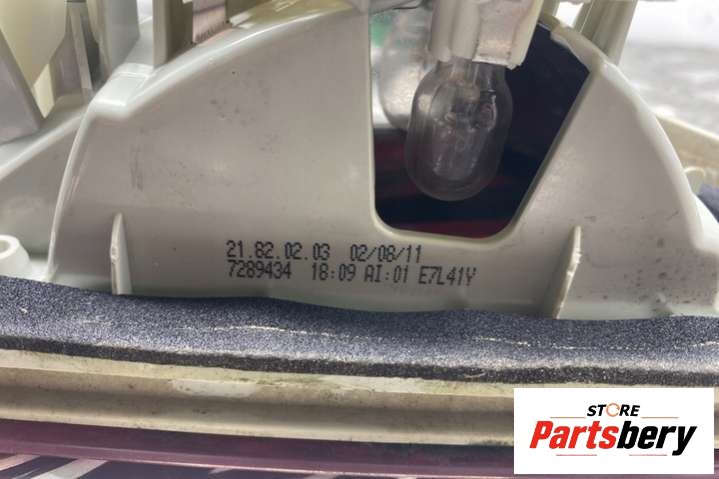 21.82.02.03 02/08/11
7289434 18:09 AI:01 E7L41Y
STORE
Partsbery